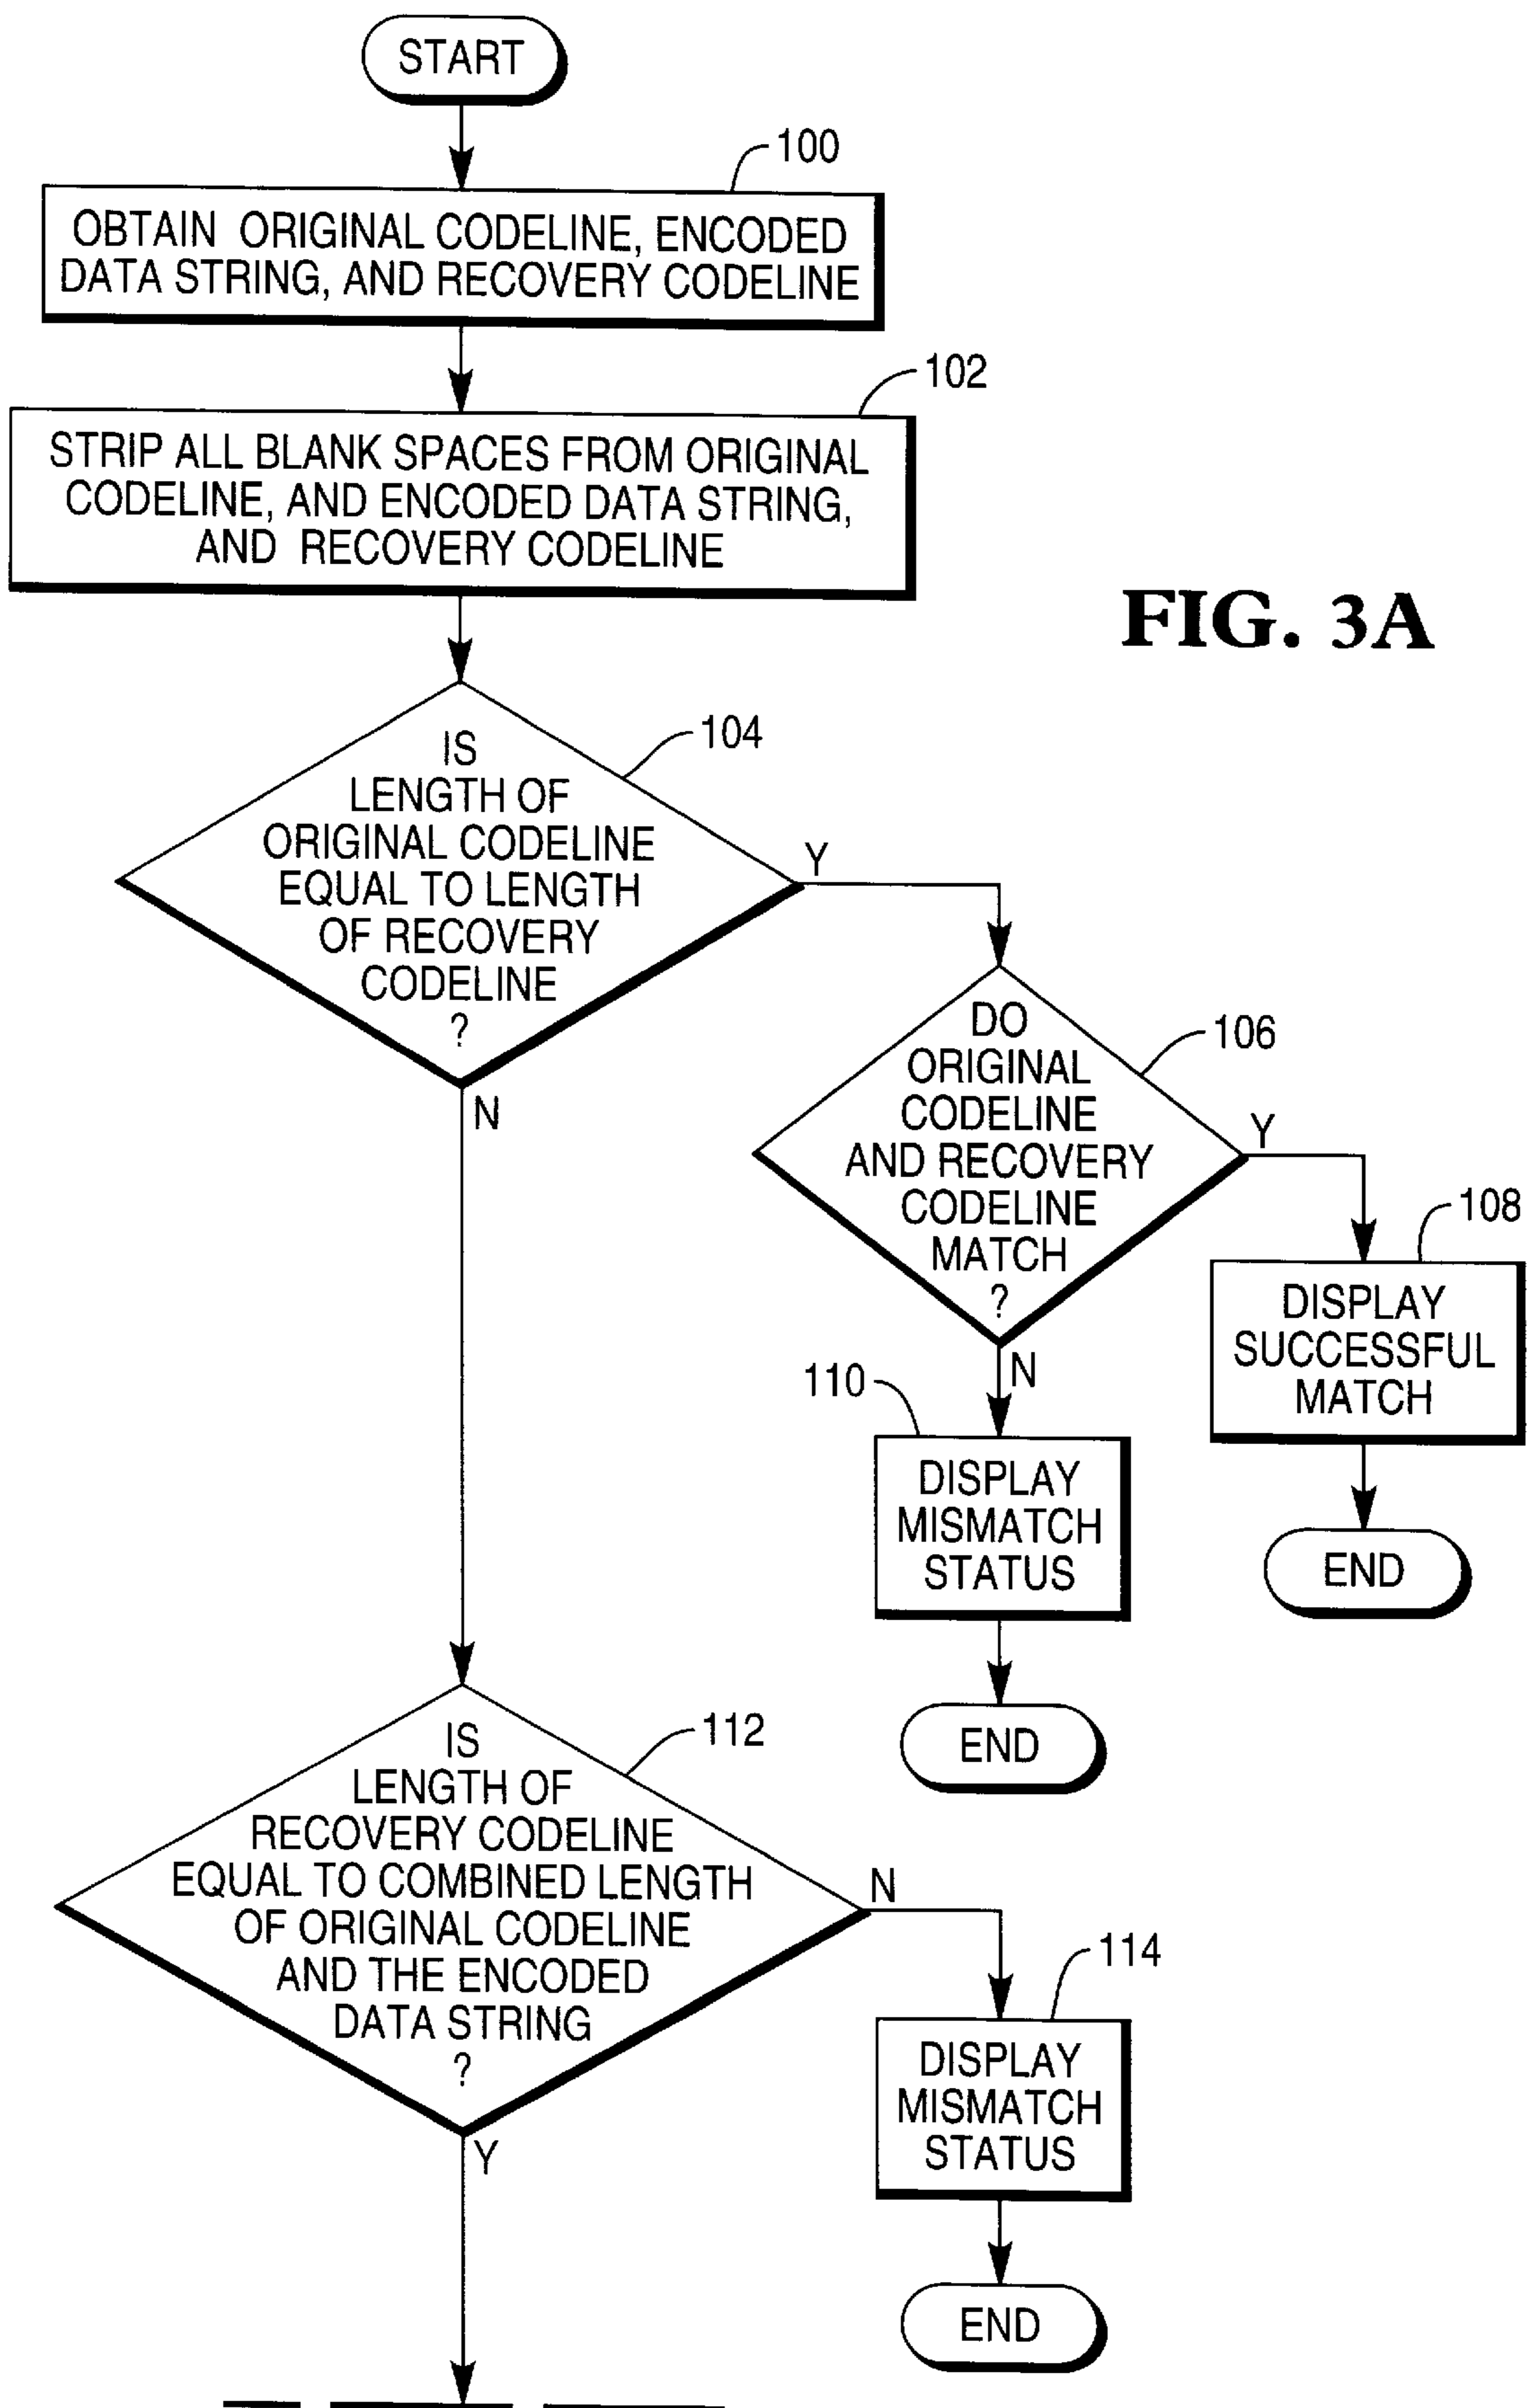 START
100
OBTAIN ORIGINAL CODELINE, ENCODED
DATA STRING, AND RECOVERY CODELINE
102
STRIP ALL BLANK SPACES FROM ORIGINAL
CODELINE, AND ENCODED DATA STRING,
AND RECOVERY CODELINE
FIG. 3A
104
IS
LENGTH OF
ORIGINAL CODELINE
EQUAL TO LENGTH
OF RECOVERY
CODELINE
?
Y
N
106
DO
ORIGINAL
CODELINE
AND RECOVERY
CODELINE
MATCH
?
Y
N
108
DISPLAY
SUCCESSFUL
MATCH
END
110
DISPLAY
MISMATCH
STATUS
END
112
IS
LENGTH OF
RECOVERY CODELINE
EQUAL TO COMBINED LENGTH
OF ORIGINAL CODELINE
AND THE ENCODED
DATA STRING
?
N
Y
114
DISPLAY
MISMATCH
STATUS
END